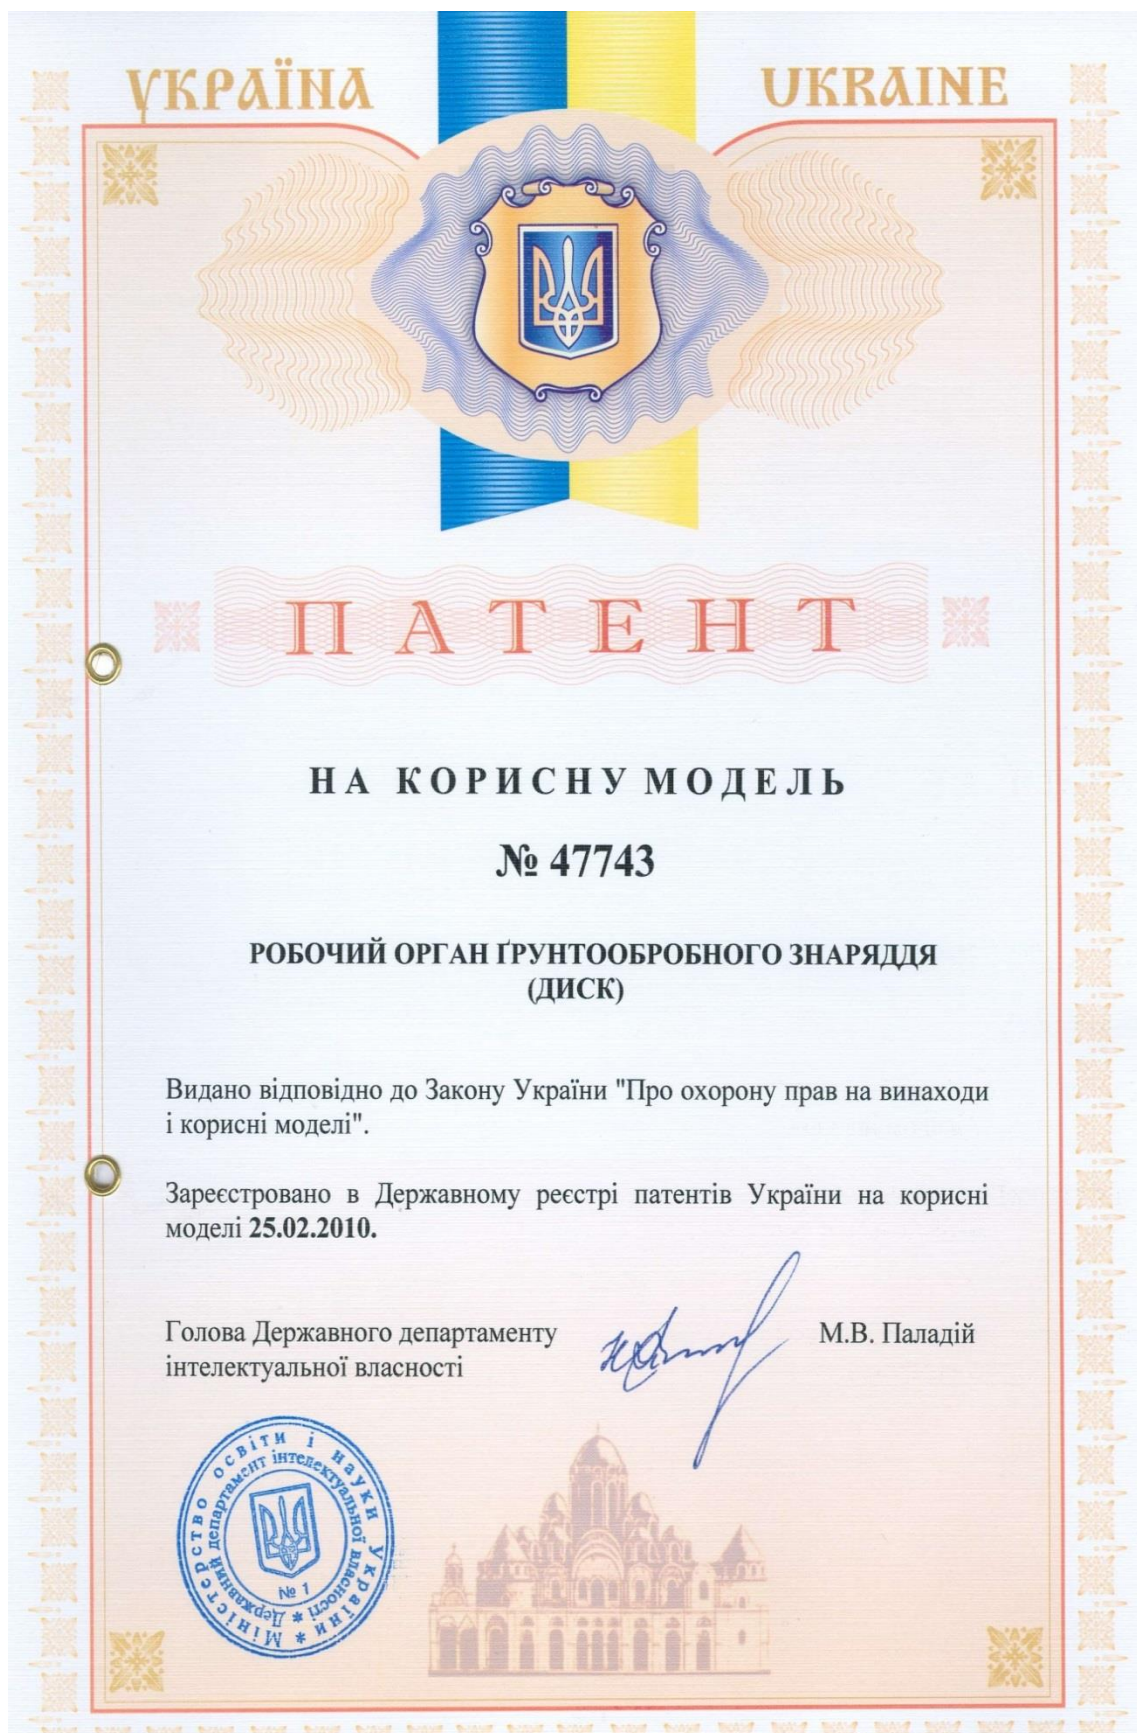 УКРАЇНА
UKRAINE
ПАТЕНТ
НА КОРИСНУ МОДЕЛЬ
№ 47743
РОБОЧИЙ ОРГАН ҐРУНТООБРОБНОГО ЗНАРЯДДЯ
(ДИСК)
Видано відповідно до Закону України "Про охорону прав на винаходи
і корисні моделі".
Зареєстровано в Державному реєстрі патентів України на корисні
моделі 25.02.2010.
Голова Державного департаменту
інтелектуальної власності
М.В. Паладій
Міністерство освіти і науки України *
Державний департамент інтелектуальної власності *
№ 1